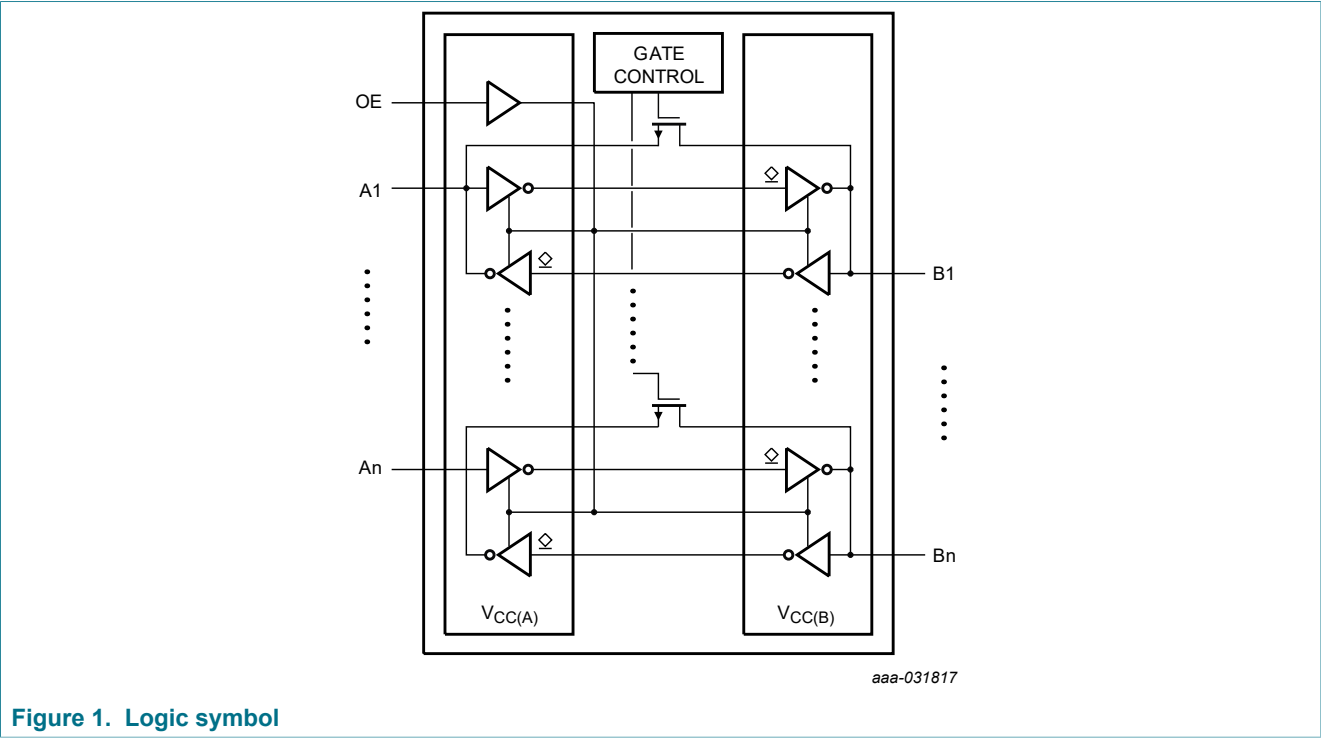 GATE
CONTROL
OE
A1
B1
An
Bn
VCC(A)
VCC(B)
aaa-031817
Figure 1. Logic symbol